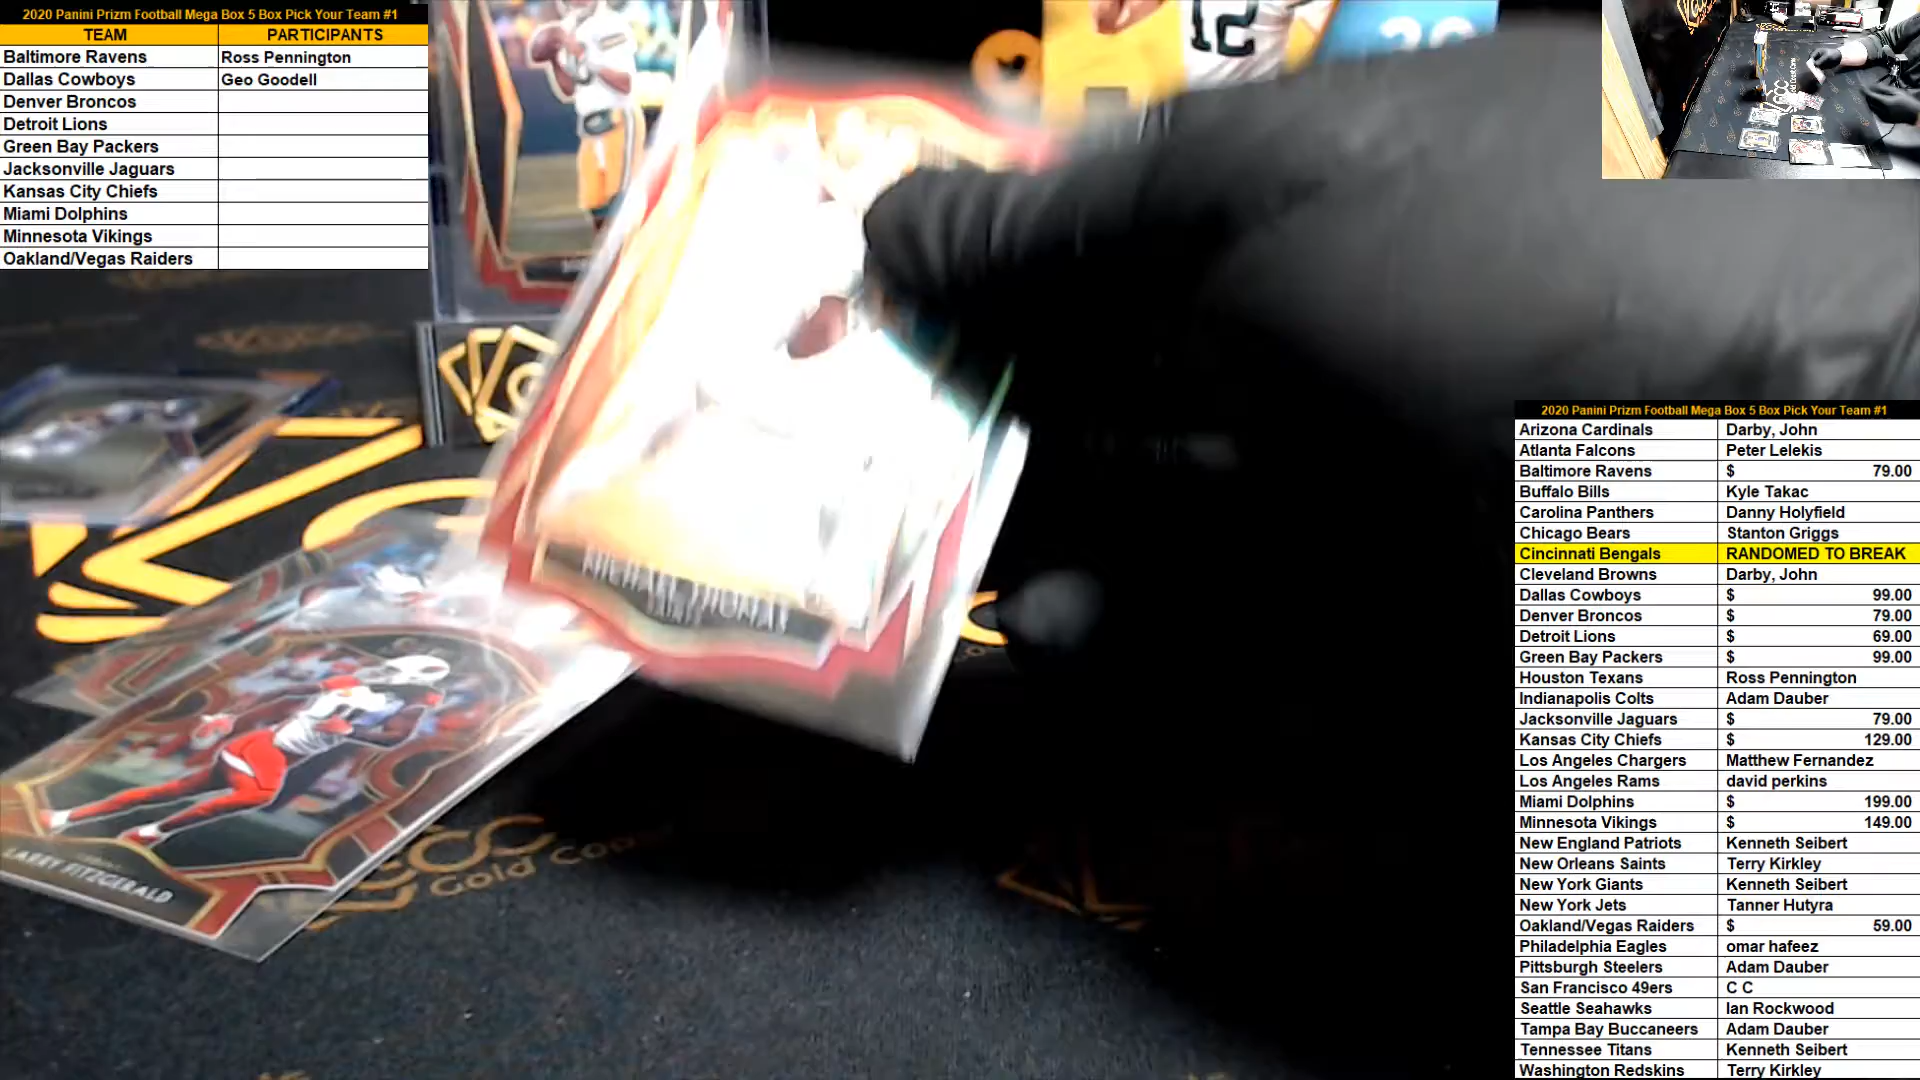 2020 Panini Prizm Football Mega Box 5 Box Pick Your Team #1
TEAM PARTICIPANTS
Baltimore Ravens Ross Pennington
Dallas Cowboys Geo Goodell
Denver Broncos
Detroit Lions
Green Bay Packers
Jacksonville Jaguars
Kansas City Chiefs
Miami Dolphins
Minnesota Vikings
Oakland/Vegas Raiders
12
MICHAEL THOMAS
LARRY FITZGERALD
Gold
2020 Panini Prizm Football Mega Box 5 Box Pick Your Team #1
Arizona Cardinals Darby, John
Atlanta Falcons Peter Lelekis
Baltimore Ravens $ 79.00
Buffalo Bills Kyle Takac
Carolina Panthers Danny Holyfield
Chicago Bears Stanton Griggs
Cincinnati Bengals RANDOMED TO BREAK
Cleveland Browns Darby, John
Dallas Cowboys $ 99.00
Denver Broncos $ 79.00
Detroit Lions $ 69.00
Green Bay Packers $ 99.00
Houston Texans Ross Pennington
Indianapolis Colts Adam Dauber
Jacksonville Jaguars $ 79.00
Kansas City Chiefs $ 129.00
Los Angeles Chargers Matthew Fernandez
Los Angeles Rams david perkins
Miami Dolphins $ 199.00
Minnesota Vikings $ 149.00
New England Patriots Kenneth Seibert
New Orleans Saints Terry Kirkley
New York Giants Kenneth Seibert
New York Jets Tanner Hutyra
Oakland/Vegas Raiders $ 59.00
Philadelphia Eagles omar hafeez
Pittsburgh Steelers Adam Dauber
San Francisco 49ers C C
Seattle Seahawks Ian Rockwood
Tampa Bay Buccaneers Adam Dauber
Tennessee Titans Kenneth Seibert
Washington Redskins Terry Kirkley